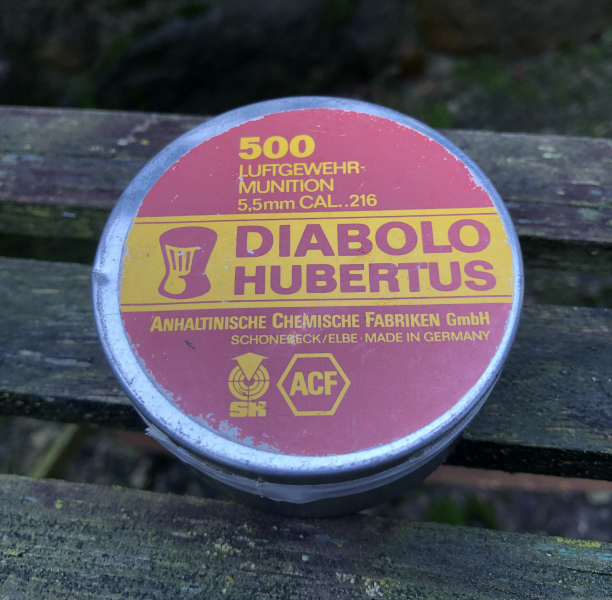 500
LUFTGEWEHR-
MUNITION
5,5mm CAL..216
DIABOLO
HUBERTUS
ANHALTINISCHE CHEMISCHE FABRIKEN GmbH
SCHONEBECK/ELBE · MADE IN GERMANY
SK
ACF